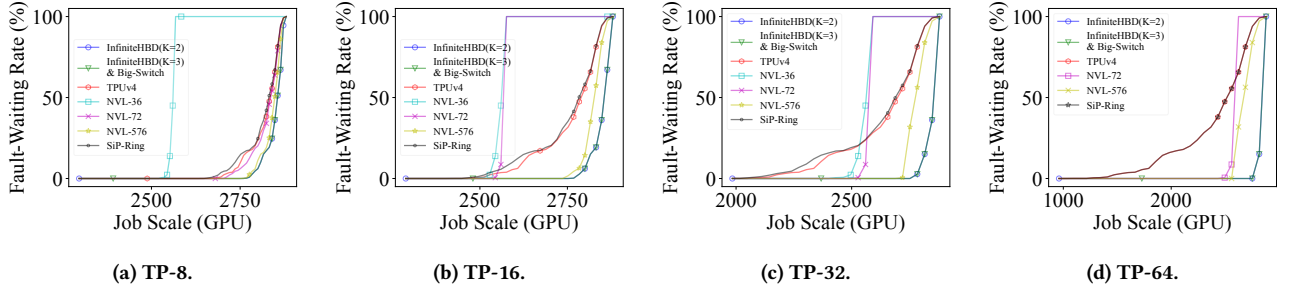 Fault-Waiting Rate (%)
100
50
0
InfiniteHBD(K=2)
InfiniteHBD(K=3)
& Big-Switch
TPUv4
NVL-36
NVL-72
NVL-576
SiP-Ring
2500
2750
Job Scale (GPU)
(a) TP-8.
Fault-Waiting Rate (%)
100
50
0
InfiniteHBD(K=2)
InfiniteHBD(K=3)
& Big-Switch
TPUv4
NVL-36
NVL-72
NVL-576
SiP-Ring
2500
2750
Job Scale (GPU)
(b) TP-16.
Fault-Waiting Rate (%)
100
50
0
InfiniteHBD(K=2)
InfiniteHBD(K=3)
& Big-Switch
TPUv4
NVL-36
NVL-72
NVL-576
SiP-Ring
2000
2500
Job Scale (GPU)
(c) TP-32.
Fault-Waiting Rate (%)
100
50
0
InfiniteHBD(K=2)
InfiniteHBD(K=3)
& Big-Switch
TPUv4
NVL-72
NVL-576
SiP-Ring
1000
2000
Job Scale (GPU)
(d) TP-64.